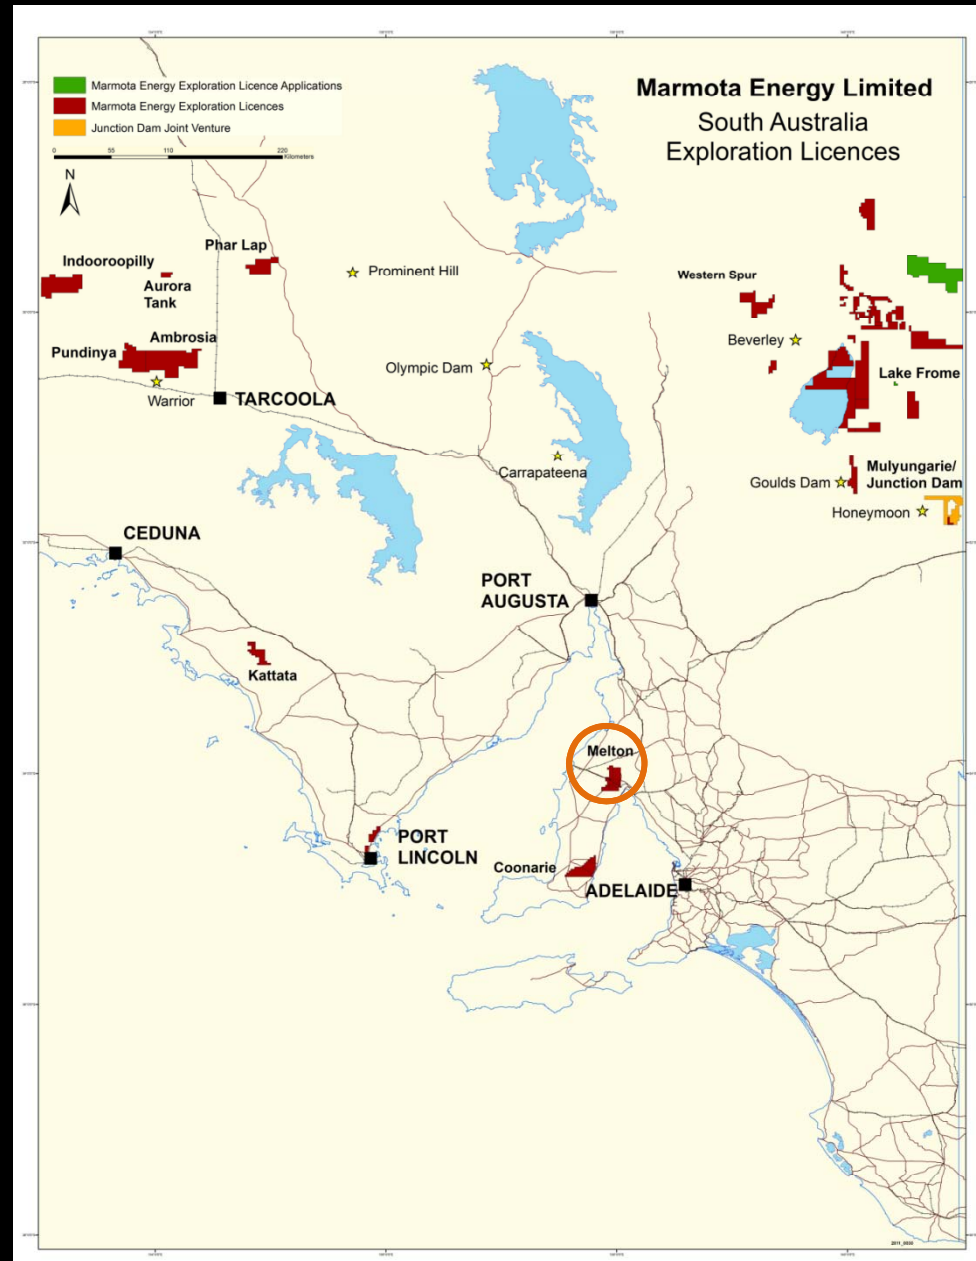 Marmota Energy Exploration Licence Applications
Marmota Energy Exploration Licences
Junction Dam Joint Venture
0 55 110 220
Kilometers
N
Marmota Energy Limited
South Australia
Exploration Licences
Phar Lap
Indooroopilly
Aurora
Tank
Prominent Hill
Western Spur
Ambrosia
Pundinya
Beverley
Olympic Dam
Lake Frome
Warrior
TARCOOLA
Carrapateena
Mulyungarie/
Junction Dam
Goulds Dam
Honeymoon
CEDUNA
PORT
AUGUSTA
Kattata
Melton
PORT
LINCOLN
Coonarie
ADELAIDE